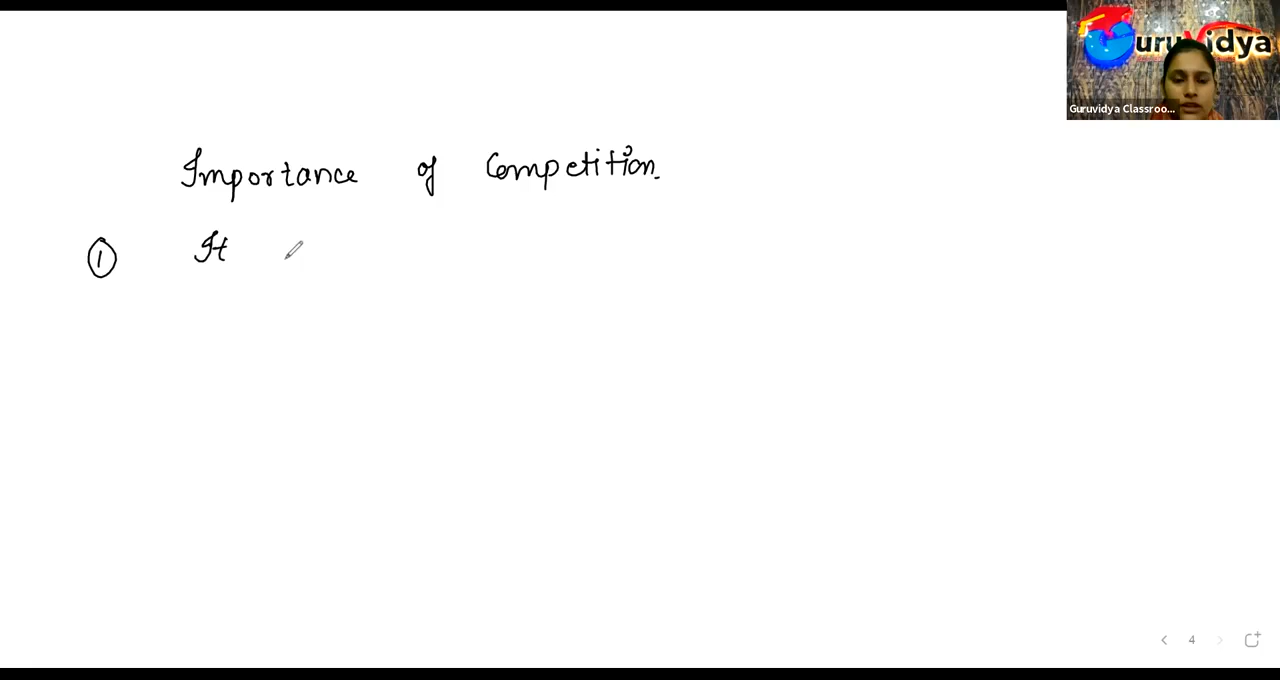 Guruvidya
Guruvidya Classroo...
Importance of Competition.
① It
4